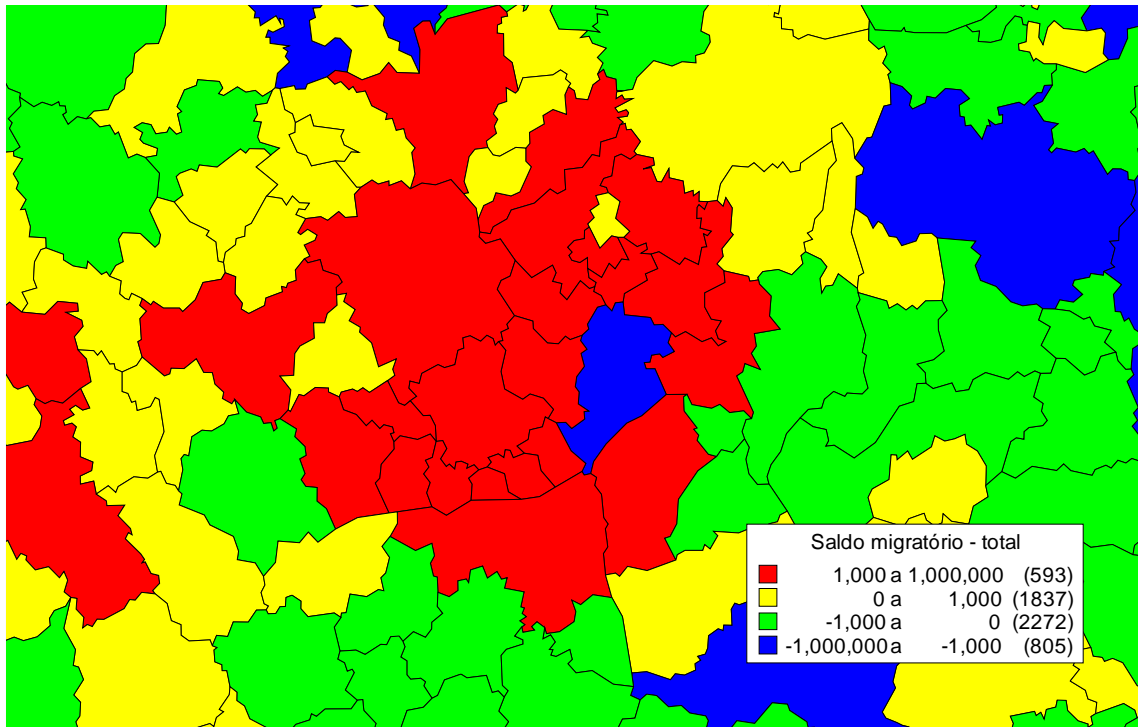 Saldo migratório - total
1,000 a 1,000,000 (593)
0 a 1,000 (1837)
-1,000 a 0 (2272)
-1,000,000 a -1,000 (805)